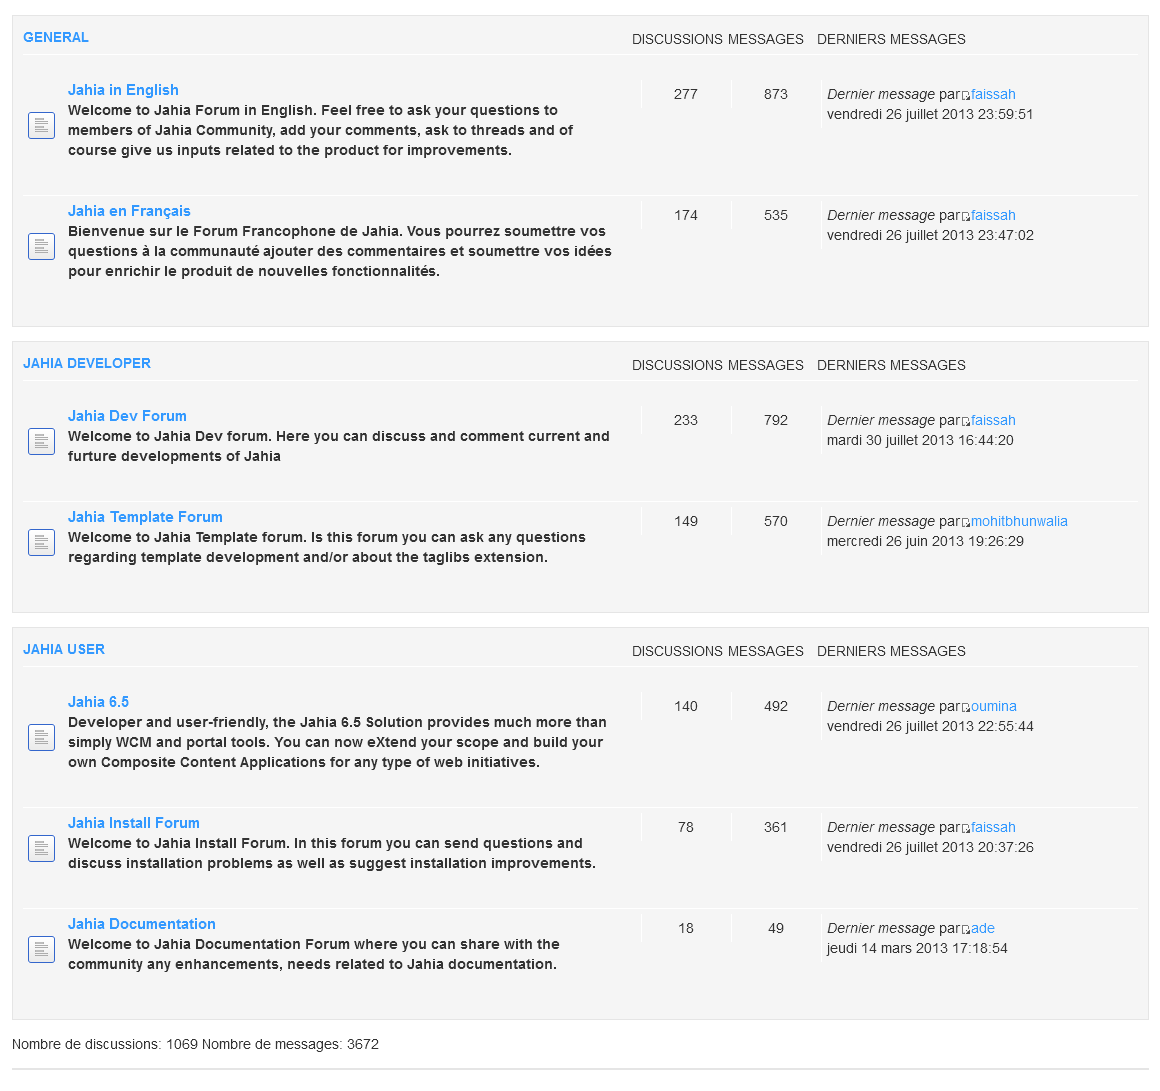 GENERAL DISCUSSIONS MESSAGES DERNIERS MESSAGES
Jahia in English 277 873 Dernier message par faissah
Welcome to Jahia Forum in English. Feel free to ask your questions to vendredi 26 juillet 2013 23:59:51
members of Jahia Community, add your comments, ask to threads and of
course give us inputs related to the product for improvements.
Jahia en Français 174 535 Dernier message par faissah
Bienvenue sur le Forum Francophone de Jahia. Vous pourrez soumettre vos vendredi 26 juillet 2013 23:47:02
questions à la communauté ajouter des commentaires et soumettre vos idées
pour enrichir le produit de nouvelles fonctionnalités.
JAHIA DEVELOPER DISCUSSIONS MESSAGES DERNIERS MESSAGES
Jahia Dev Forum 233 792 Dernier message par faissah
Welcome to Jahia Dev forum. Here you can discuss and comment current and mardi 30 juillet 2013 16:44:20
furture developments of Jahia
Jahia Template Forum 149 570 Dernier message par mohitbhunwalia
Welcome to Jahia Template forum. Is this forum you can ask any questions mercredi 26 juin 2013 19:26:29
regarding template development and/or about the taglibs extension.
JAHIA USER DISCUSSIONS MESSAGES DERNIERS MESSAGES
Jahia 6.5 140 492 Dernier message par oumina
Developer and user-friendly, the Jahia 6.5 Solution provides much more than vendredi 26 juillet 2013 22:55:44
simply WCM and portal tools. You can now eXtend your scope and build your
own Composite Content Applications for any type of web initiatives.
Jahia Install Forum 78 361 Dernier message par faissah
Welcome to Jahia Install Forum. In this forum you can send questions and vendredi 26 juillet 2013 20:37:26
discuss installation problems as well as suggest installation improvements.
Jahia Documentation 18 49 Dernier message par ade
Welcome to Jahia Documentation Forum where you can share with the jeudi 14 mars 2013 17:18:54
community any enhancements, needs related to Jahia documentation.
Nombre de discussions: 1069 Nombre de messages: 3672